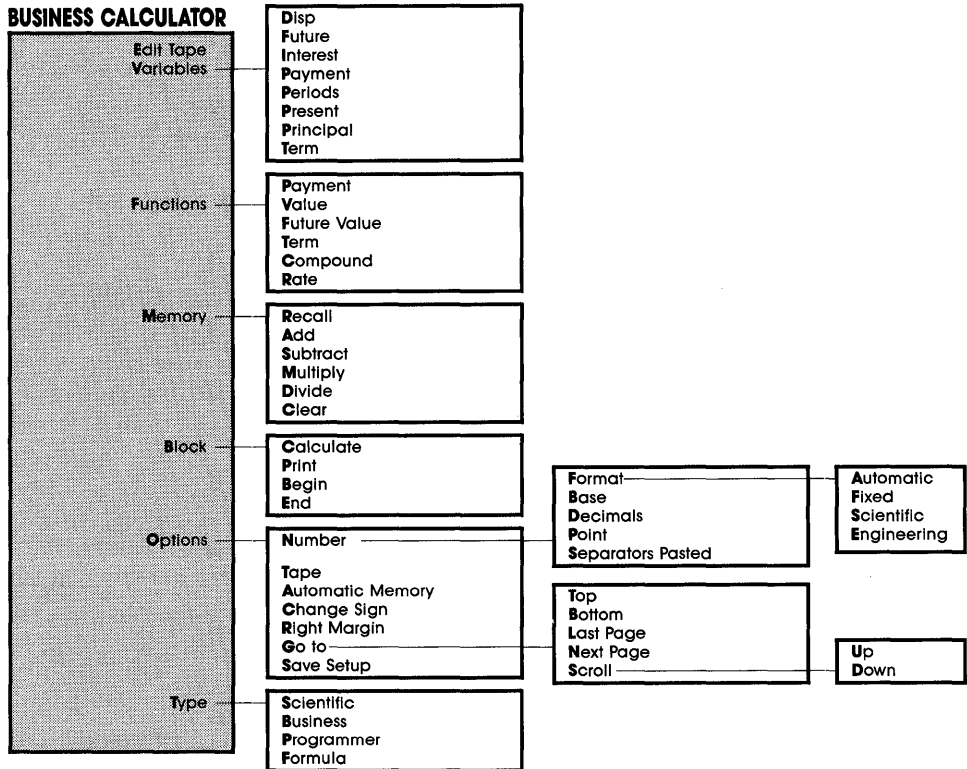 BUSINESS CALCULATOR
Edit Tape
Variables
Disp
Future
Interest
Payment
Periods
Present
Principal
Term
Functions
Payment
Value
Future Value
Term
Compound
Rate
Memory
Recall
Add
Subtract
Multiply
Divide
Clear
Block
Calculate
Print
Begin
End
Options
Number
Format
Base
Decimals
Point
Separators Pasted
Automatic
Fixed
Scientific
Engineering
Tape
Automatic Memory
Change Sign
Right Margin
Go to
Save Setup
Top
Bottom
Last Page
Next Page
Scroll
Up
Down
Type
Scientific
Business
Programmer
Formula